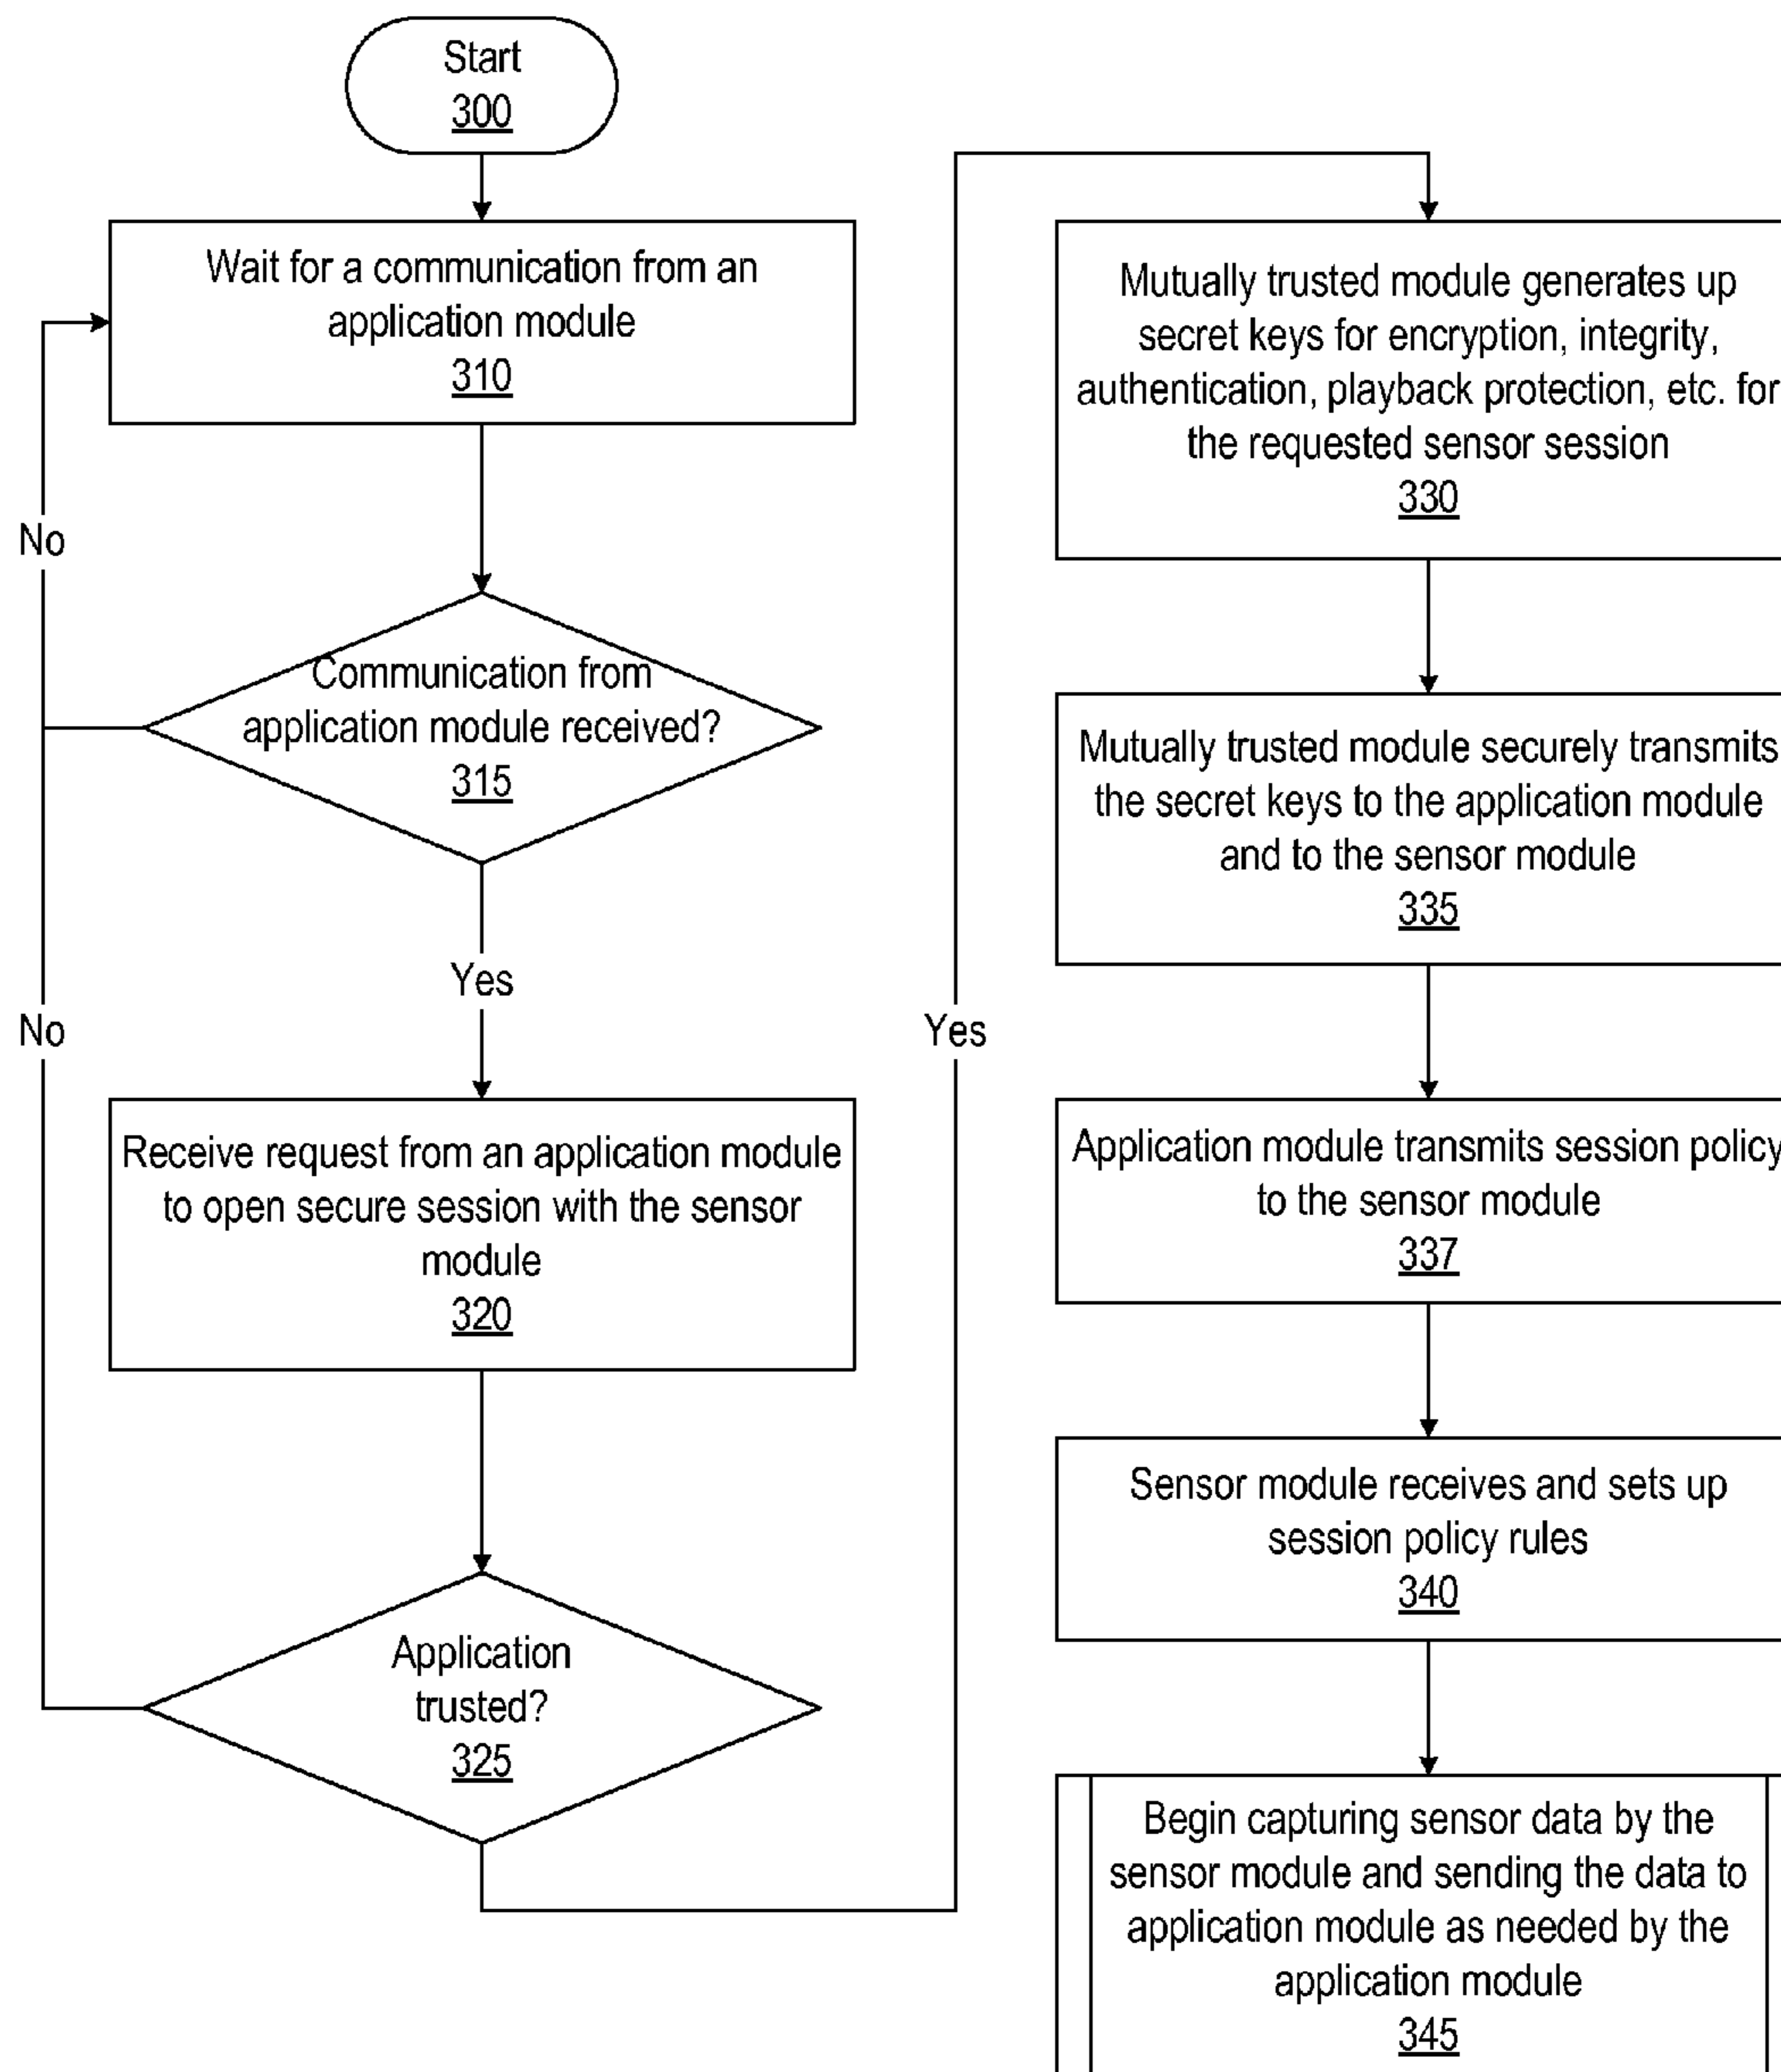 Start
300
Wait for a communication from an
application module
310
No
Communication from
application module received?
315
Yes
No
Receive request from an application module
to open secure session with the sensor
module
320
Application
trusted?
325
Yes
Mutually trusted module generates up
secret keys for encryption, integrity,
authentication, playback protection, etc. for
the requested sensor session
330
Mutually trusted module securely transmits
the secret keys to the application module
and to the sensor module
335
Application module transmits session policy
to the sensor module
337
Sensor module receives and sets up
session policy rules
340
Begin capturing sensor data by the
sensor module and sending the data to
application module as needed by the
application module
345